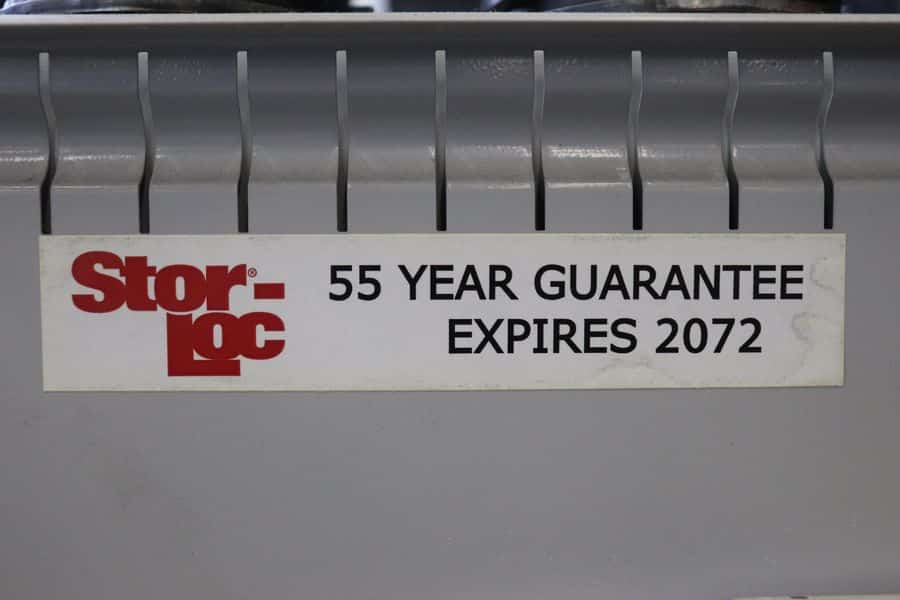 Stor-Loc®
55 YEAR GUARANTEE
EXPIRES 2072